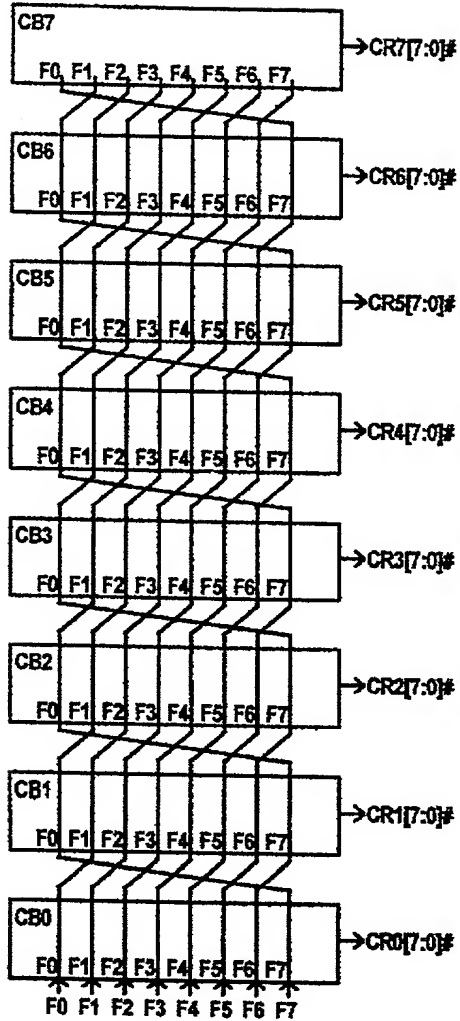 CB7
F0 F1 F2 F3 F4 F5 F6 F7
CR7[7:0]#
CB6
F0 F1 F2 F3 F4 F5 F6 F7
CR6[7:0]#
CB5
F0 F1 F2 F3 F4 F5 F6 F7
CR5[7:0]#
CB4
F0 F1 F2 F3 F4 F5 F6 F7
CR4[7:0]#
CB3
F0 F1 F2 F3 F4 F5 F6 F7
CR3[7:0]#
CB2
F0 F1 F2 F3 F4 F5 F6 F7
CR2[7:0]#
CB1
F0 F1 F2 F3 F4 F5 F6 F7
CR1[7:0]#
CB0
F0 F1 F2 F3 F4 F5 F6 F7
CR0[7:0]#
F0 F1 F2 F3 F4 F5 F6 F7